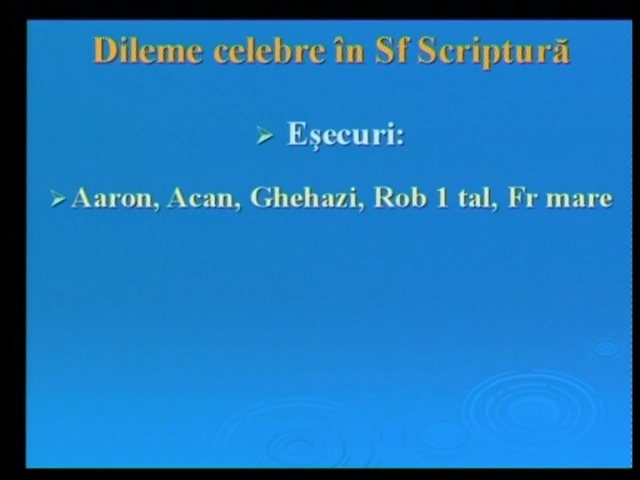 Dileme celebre în Sf Scriptură
Eșecuri:
Aaron, Acan, Ghehazi, Rob 1 tal, Fr mare